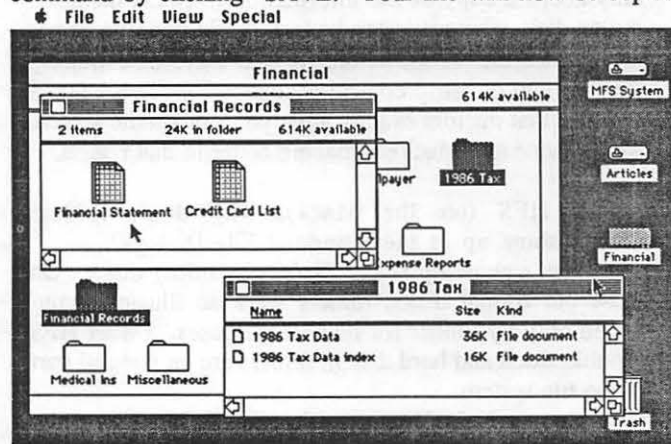 File Edit View Special
Financial
614K available
MFS System
Financial Records
2 items 24K in folder 614K available
Financial Statement Credit Card List
1986 Tax
Articles
Expense Reports
Financial
1986 Tax
Name Size Kind
1986 Tax Data 36K File document
1986 Tax Data index 16K File document
Financial Records
Medical Ins Miscellaneous
Trash